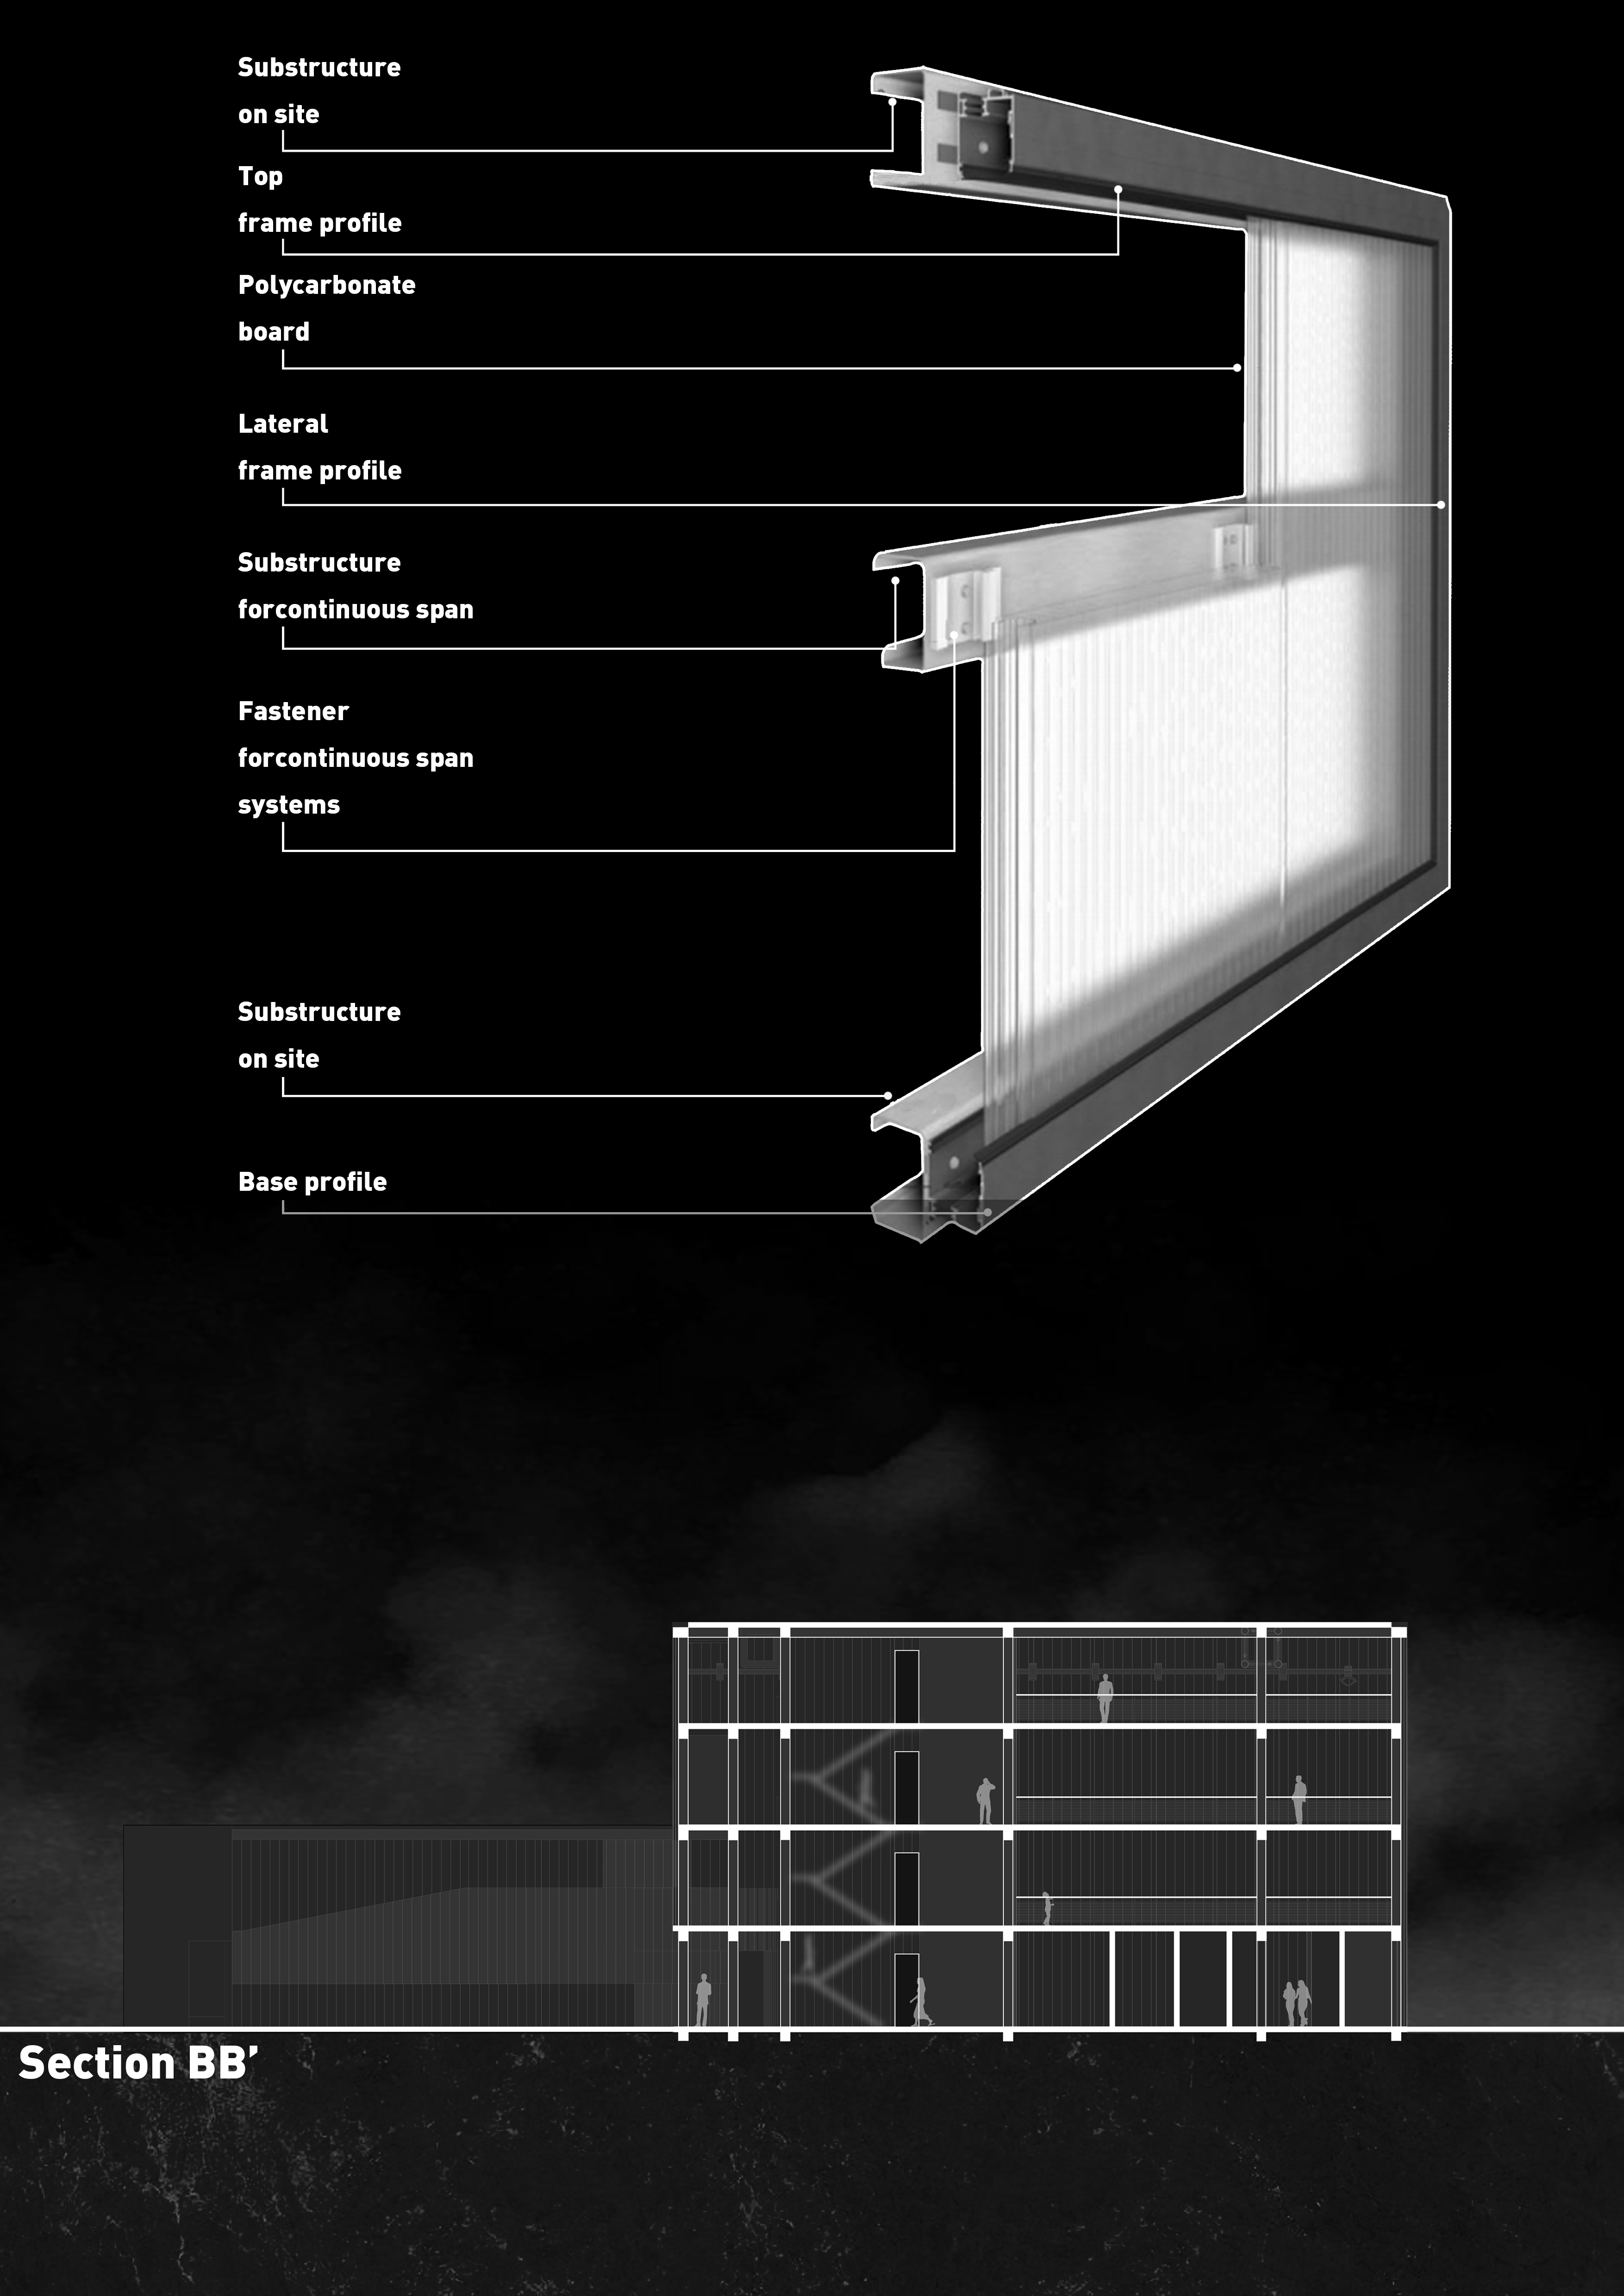 Substructure
on site
Top
frame profile
Polycarbonate
board
Lateral
frame profile
Substructure
forcontinuous span
Fastener
forcontinuous span
systems
Substructure
on site
Base profile
Section BB’